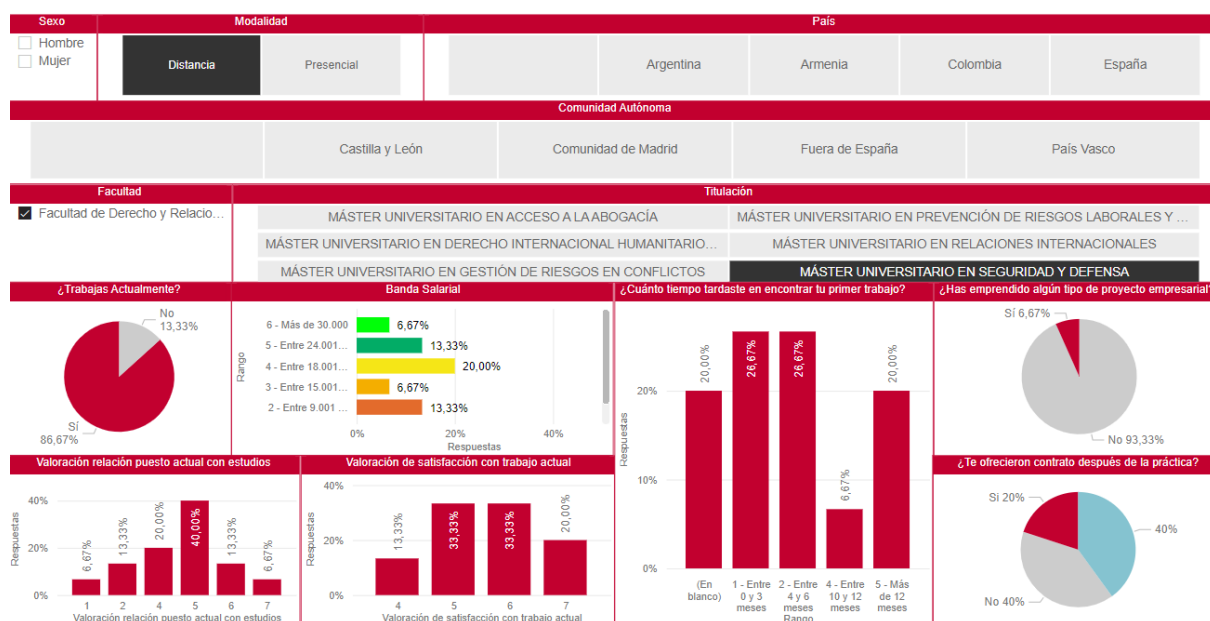 Sexo Modalidad País
Hombre
Mujer
Distancia Presencial Argentina Armenia Colombia España
Comunidad Autónoma
Castilla y León Comunidad de Madrid Fuera de España País Vasco
Facultad Titulación
Facultad de Derecho y Relacio...
MÁSTER UNIVERSITARIO EN ACCESO A LA ABOGACÍA MÁSTER UNIVERSITARIO EN PREVENCIÓN DE RIESGOS LABORALES Y ...
MÁSTER UNIVERSITARIO EN DERECHO INTERNACIONAL HUMANITARIO... MÁSTER UNIVERSITARIO EN RELACIONES INTERNACIONALES
MÁSTER UNIVERSITARIO EN GESTIÓN DE RIESGOS EN CONFLICTOS MÁSTER UNIVERSITARIO EN SEGURIDAD Y DEFENSA
¿Trabajas Actualmente?
No
13,33%
Sí
86,67%
Banda Salarial
Rango
6 - Más de 30.000 6,67%
5 - Entre 24.001... 13,33%
4 - Entre 18.001... 20,00%
3 - Entre 15.001... 6,67%
2 - Entre 9.001 ... 13,33%
0% 20% 40%
Respuestas
¿Cuánto tiempo tardaste en encontrar tu primer trabajo?
Respuestas
20%
10%
0%
20,00% 26,67% 26,67% 6,67% 20,00%
(En blanco) 1 - Entre 0 y 3 meses 2 - Entre 4 y 6 meses 4 - Entre 10 y 12 meses 5 - Más de 12 meses
Rango
¿Has emprendido algún tipo de proyecto empresarial?
Sí 6,67%
No 93,33%
Valoración relación puesto actual con estudios
Respuestas
40%
20%
0%
6,67% 13,33% 20,00% 40,00% 13,33% 6,67%
1 2 4 5 6 7
Valoración relación puesto actual con estudios
Valoración de satisfacción con trabajo actual
Respuestas
40%
20%
0%
13,33% 33,33% 33,33% 20,00%
4 5 6 7
Valoración de satisfacción con trabajo actual
¿Te ofrecieron contrato después de la práctica?
Si 20%
40%
No 40%